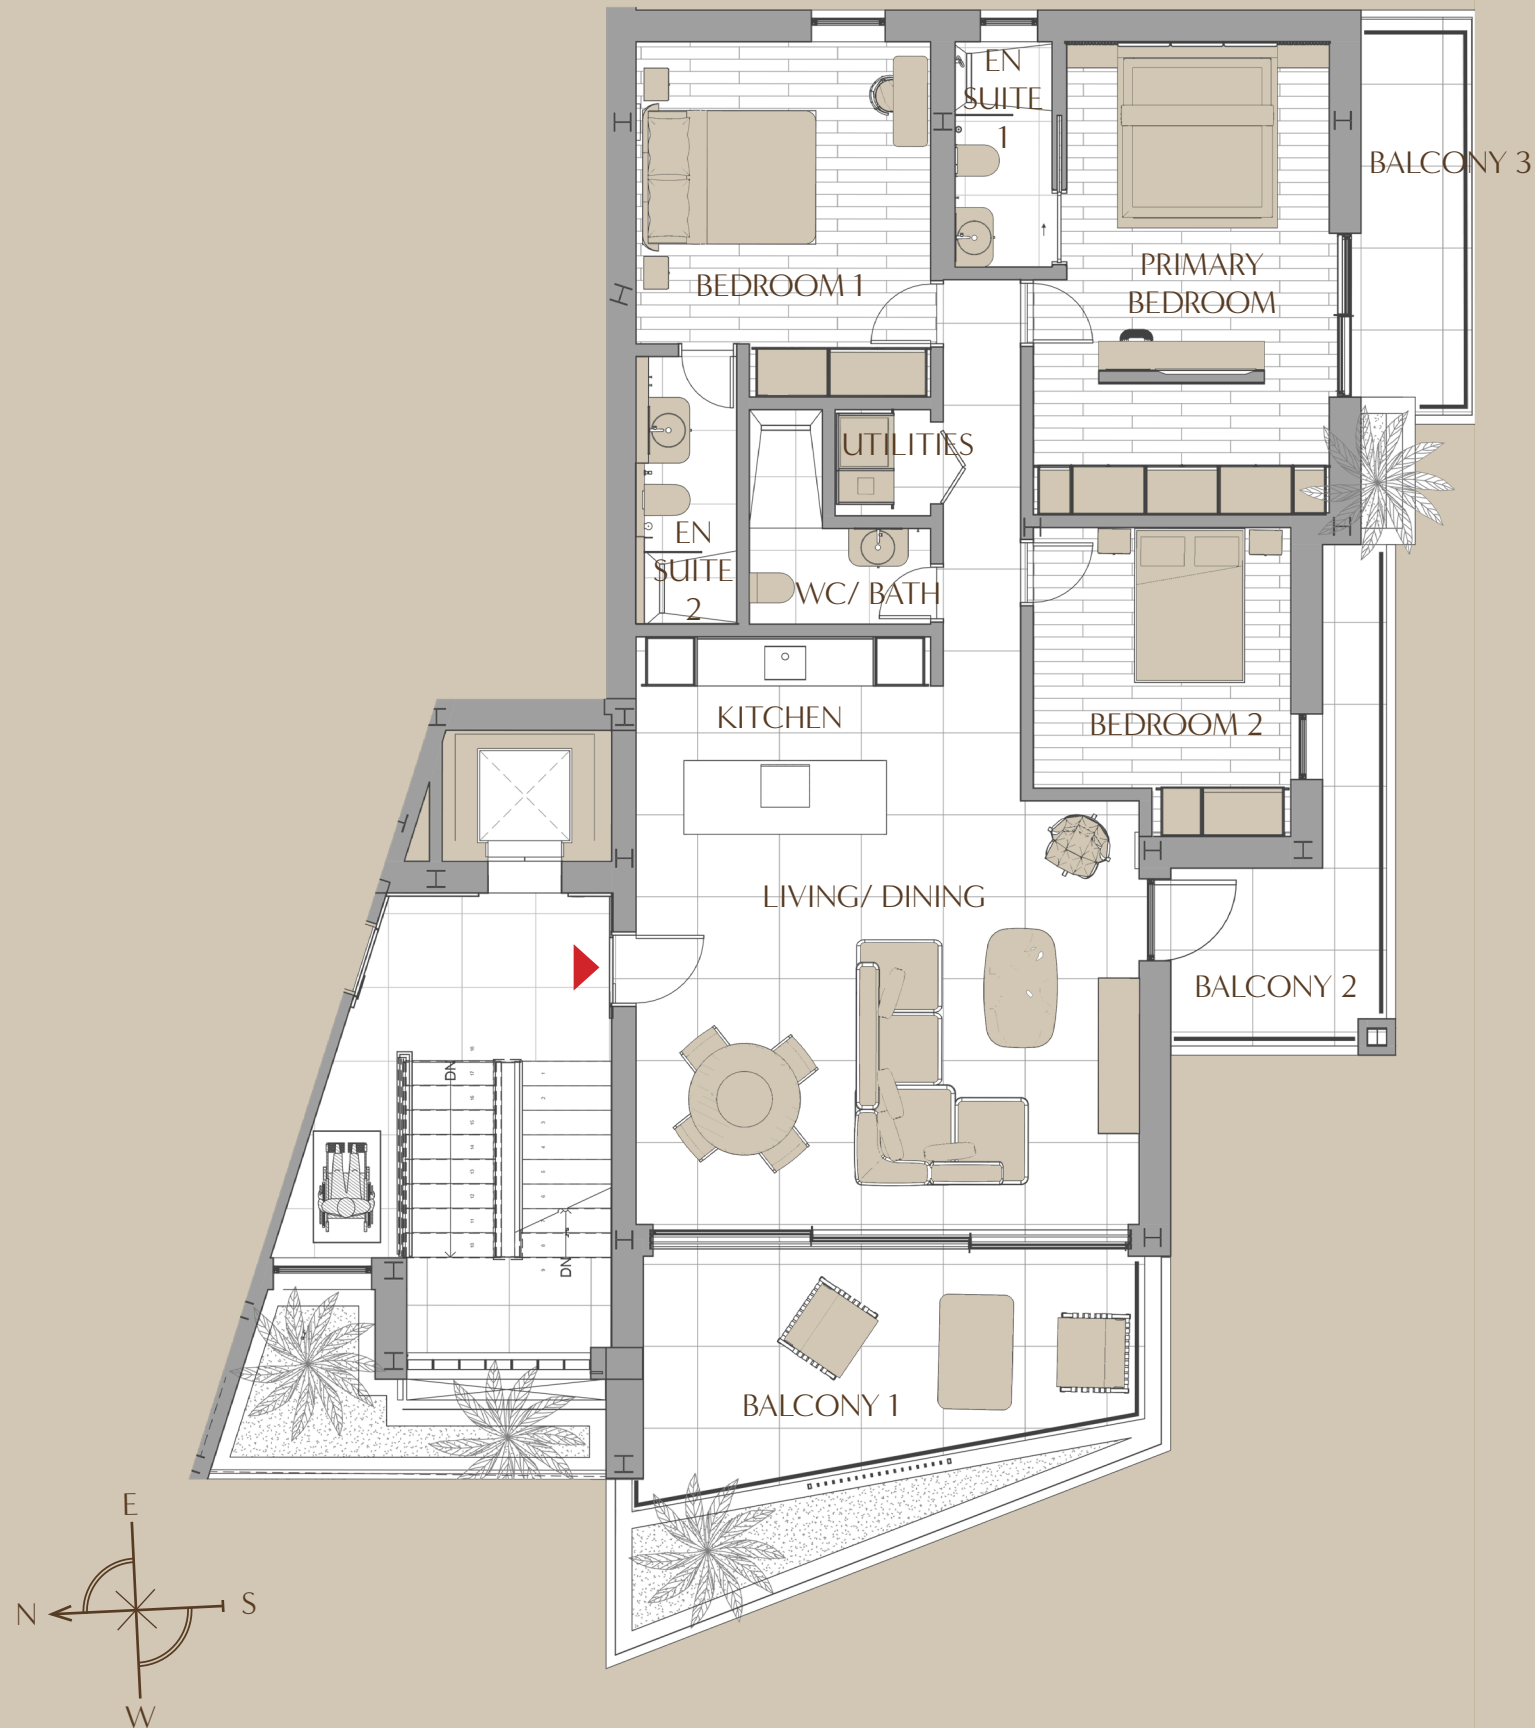 EN
SUITE
1
BALCONY 3
PRIMARY
BEDROOM
BEDROOM 1
UTILITIES
EN
SUITE
2
WC/ BATH
KITCHEN
BEDROOM 2
LIVING/ DINING
BALCONY 2
DN
DN
BALCONY 1
E
N
S
W